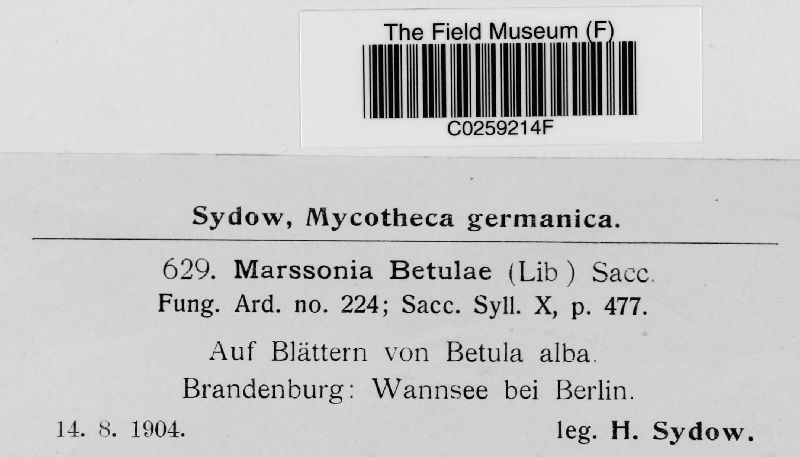 The Field Museum (F)
C0259214F
Sydow, Mycotheca germanica.
629. Marssonia Betulae (Lib) Sacc.
Fung. Ard. no. 224; Sacc. Syll. X, p. 477.
Auf Blättern von Betula alba.
Brandenburg: Wannsee bei Berlin.
14. 8. 1904. leg. H. Sydow.